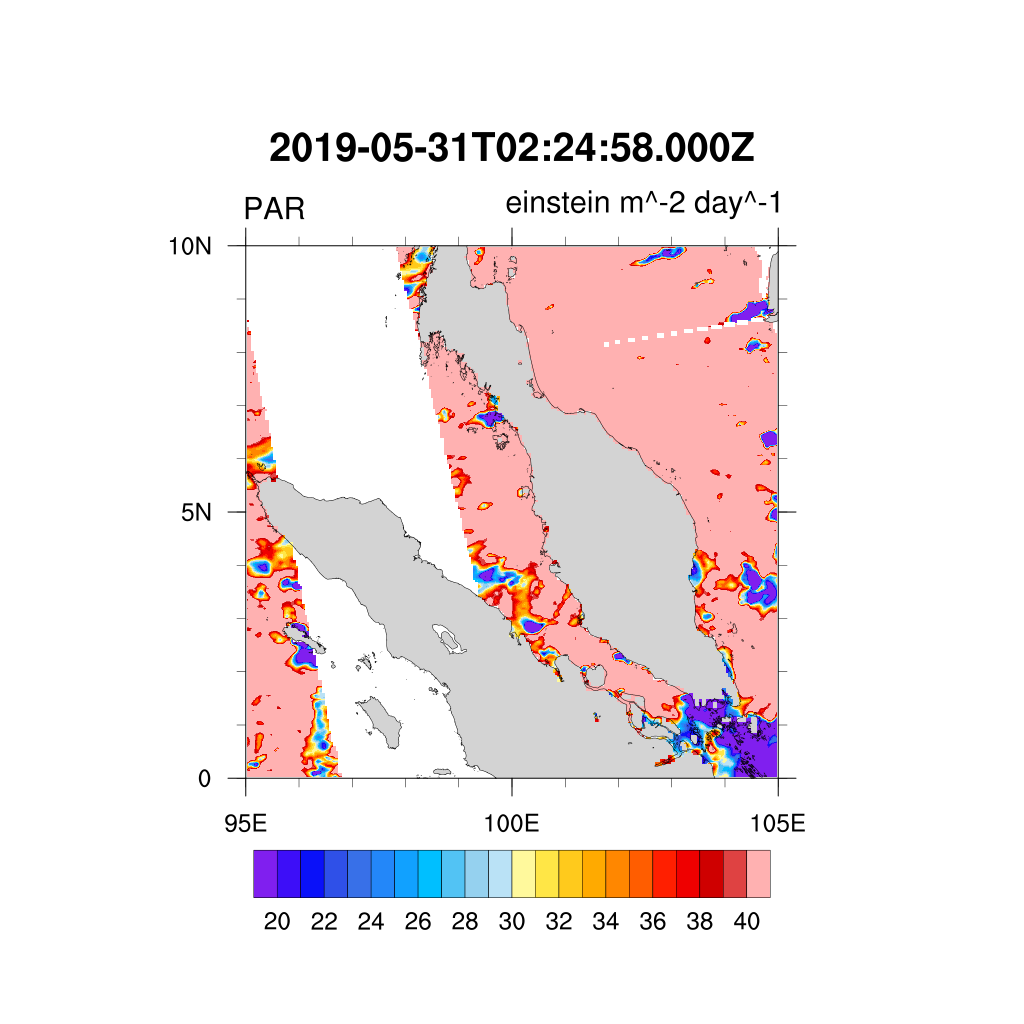 2019-05-31T02:24:58.000Z
PAR einstein m^-2 day^-1
10N
5N
0
95E 100E 105E
20 22 24 26 28 30 32 34 36 38 40